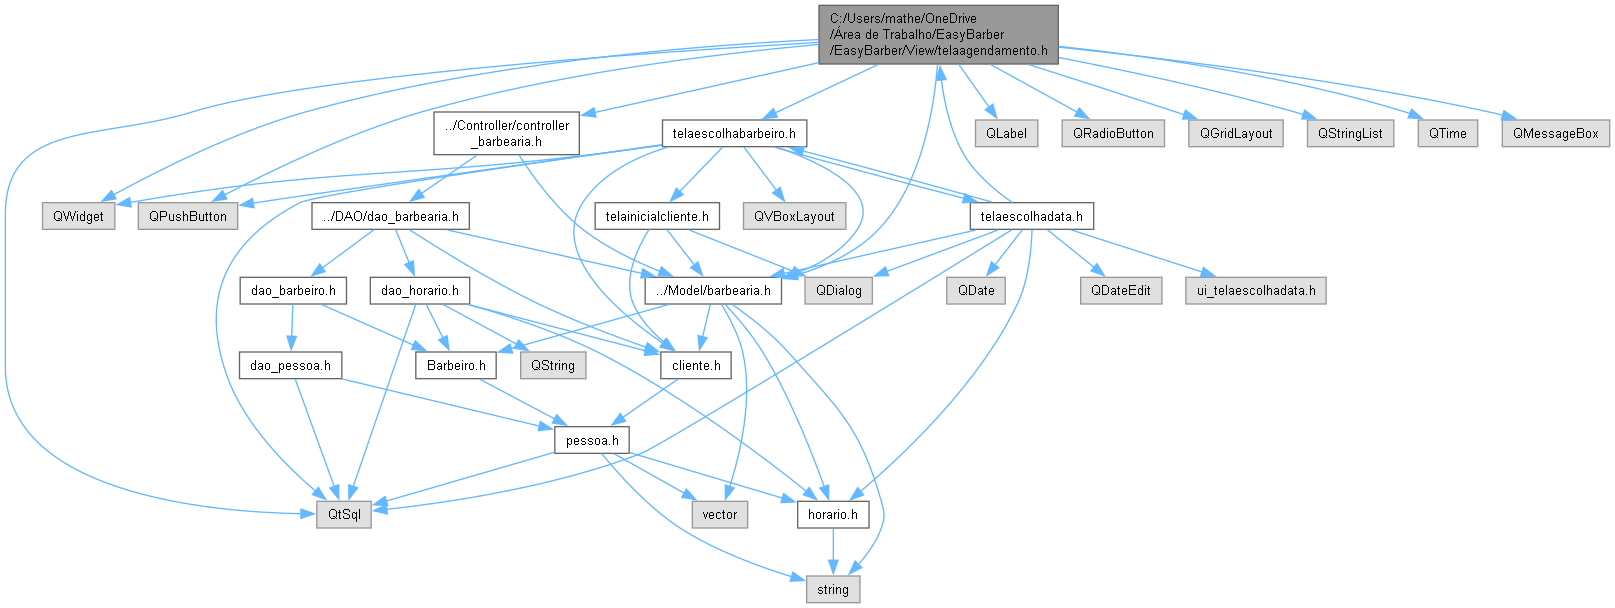 C:/Users/mathe/OneDrive
/Área de Trabalho/EasyBarber
/EasyBarber/View/telaagendamento.h
../Controller/controller
_barbearia.h
telaescolhabarbeiro.h
QLabel
QRadioButton
QGridLayout
QStringList
QTime
QMessageBox
QWidget
QPushButton
../DAO/dao_barbearia.h
telainicialcliente.h
QVBoxLayout
telaescolhadata.h
dao_barbeiro.h
dao_horario.h
../Model/barbearia.h
QDialog
QDate
QDateEdit
ui_telaescolhadata.h
dao_pessoa.h
Barbeiro.h
QString
cliente.h
pessoa.h
QtSql
vector
horario.h
string